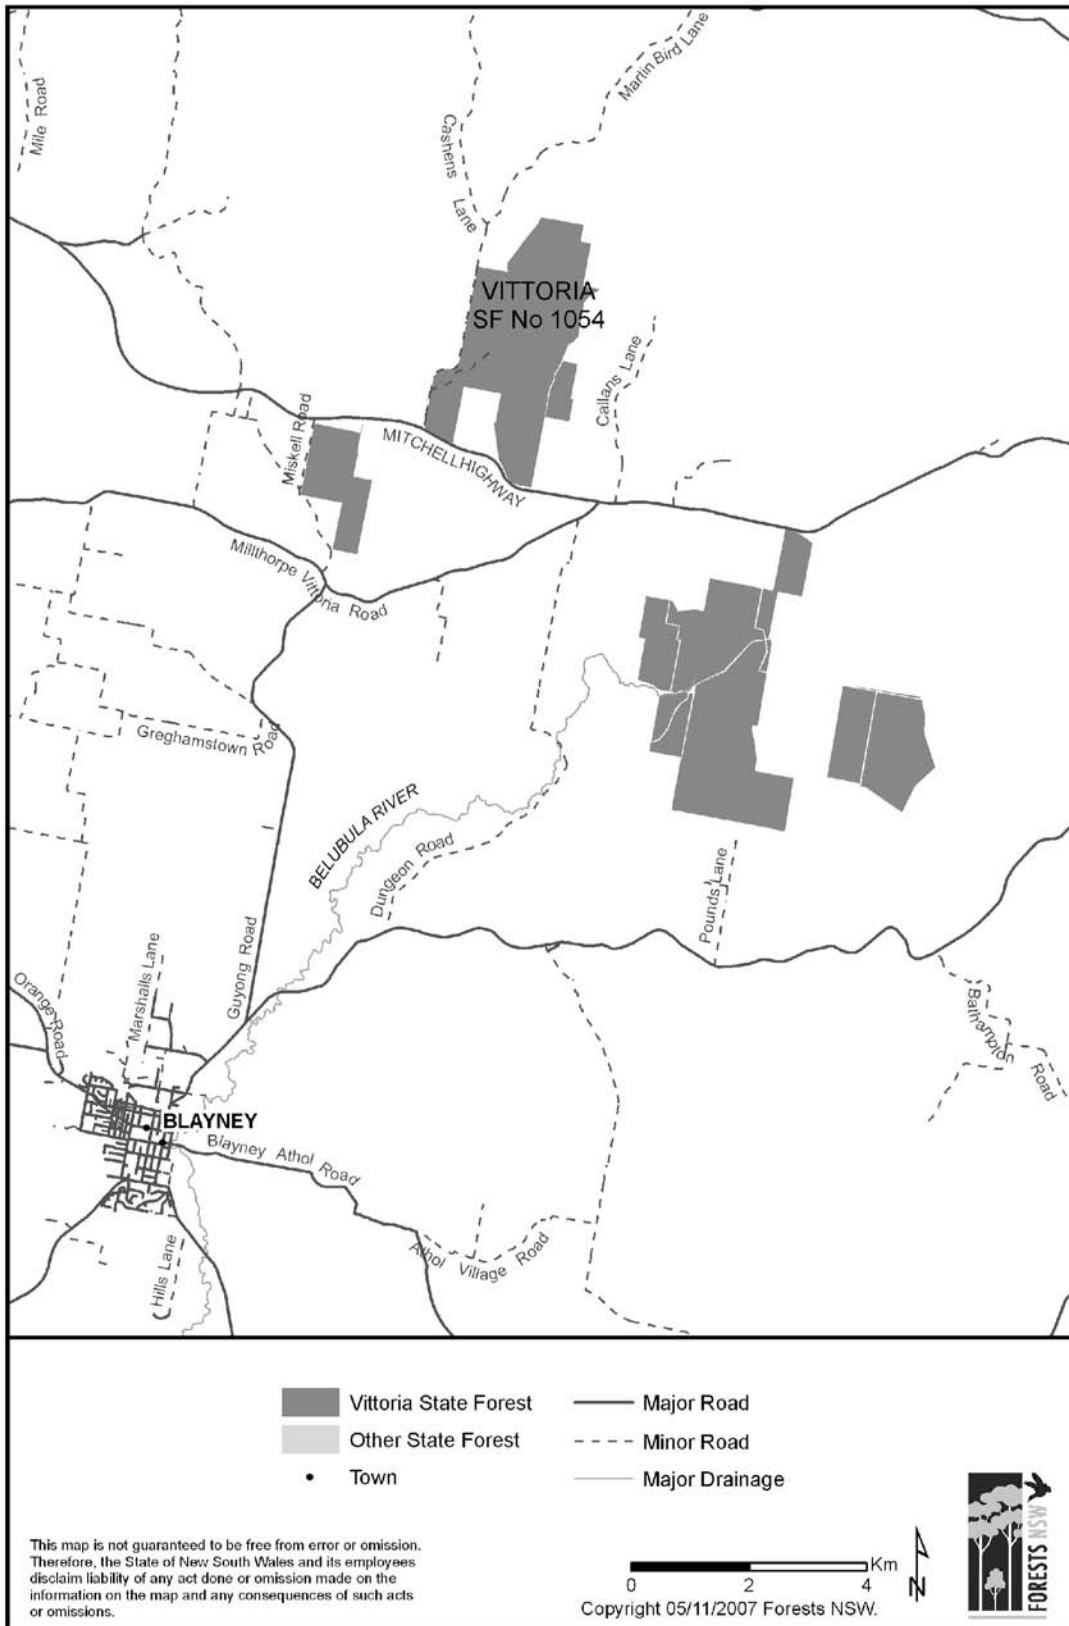 Mile Road
Martin Bird Lane
Cashens Lane
VITTORIA
SF No 1054
Callans Lane
Miskell Road
MITCHELLHIGHWAY
Millthorpe Vittoria Road
Greghamstown Road
BELUBULA RIVER
Dungeon Road
Pounds Lane
Guyong Road
Marshalls Lane
Orange Road
Bathampton Road
BLAYNEY
Blayney Athol Road
Athol Village Road
Hills Lane
Vittoria State Forest
Other State Forest
Town
Major Road
Minor Road
Major Drainage
This map is not guaranteed to be free from error or omission.
Therefore, the State of New South Wales and its employees
disclaim liability of any act done or omission made on the
information on the map and any consequences of such acts
or omissions.
Km
0 2 4
Copyright 05/11/2007 Forests NSW.
N
FORESTS NSW